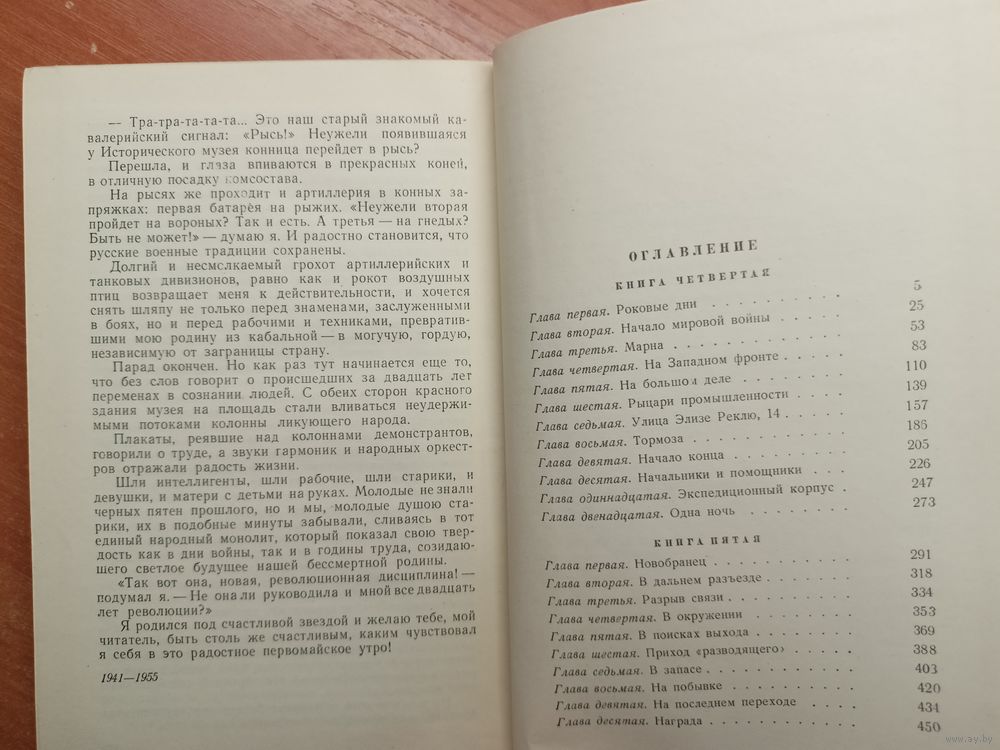 — Тра-тра-та-та-та... Это наш старый знакомый ка-
валерийский сигнал: «Рысь!» Неужели появившаяся
у Исторического музея конница перейдет в рысь?
Перешла, и глаза впиваются в прекрасных коней,
в отличную посадку комсостава.
На рысях же проходит и артиллерия в конных за-
пряжках: первая батарея на рыжих. «Неужели вторая
пройдет на вороных? Так и есть. А третья — на гнедых?
Быть не может!» — думаю я. И радостно становится, что
русские военные традиции сохранены.
Долгий и несмолкаемый грохот артиллерийских и
танковых дивизионов, равно как и рокот воздушных
птиц возвращает меня к действительности, и хочется
снять шляпу не только перед знаменами, заслуженными
в боях, но и перед рабочими и техниками, превратив-
шими мою родину из кабальной — в могучую, гордую,
независимую от заграницы страну.
Парад окончен. Но как раз тут начинается еще то,
что без слов говорит о происшедших за двадцать лет
переменах в сознании людей. С обеих сторон красного
здания музея на площадь стали вливаться неудержи-
мыми потоками колонны ликующего народа.
Плакаты, реявшие над колоннами демонстрантов,
говорили о труде, а звуки гармоник и народных оркест-
ров отражали радость жизни.
Шли интеллигенты, шли рабочие, шли старики, и
девушки, и матери с детьми на руках. Молодые не знали
черных пятен прошлого, но и мы, молодые душою ста-
рики, их в подобные минуты забывали, сливаясь в тот
единый народный монолит, который показал свою твер-
дость как в дни войны, так и в годины труда, созидаю-
щего светлое будущее нашей бессмертной родины.
«Так вот она, новая, революционная дисциплина! —
подумал я. — Не она ли руководила и мной все двадцать
лет революции?»
Я родился под счастливой звездой и желаю тебе, мой
читатель, быть столь же счастливым, каким чувствовал
я себя в это радостное первомайское утро!
1941—1955
ОГЛАВЛЕНИЕ
КНИГА ЧЕТВЕРТАЯ
Глава первая. Роковые дни . . . . . . . . 5
Глава вторая. Начало мировой войны . . . . 25
Глава третья. Марна . . . . . . . . . . 53
Глава четвертая. На Западном фронте . . . . 83
Глава пятая. На большом деле . . . . . . . 110
Глава шестая. Рыцари промышленности . . . . 139
Глава седьмая. Улица Элизе Реклю, 14 . . . . 157
Глава восьмая. Тормоза . . . . . . . . . 186
Глава девятая. Начало конца . . . . . . . 205
Глава десятая. Начальники и помощники . . . 226
Глава одиннадцатая. Экспедиционный корпус . 247
Глава двенадцатая. Одна ночь . . . . . . . 273
КНИГА ПЯТАЯ
Глава первая. Новобранец . . . . . . . . 291
Глава вторая. В дальнем разъезде . . . . . 318
Глава третья. Разрыв связи . . . . . . . . 334
Глава четвертая. В окружении . . . . . . . 353
Глава пятая. В поисках выхода . . . . . . 369
Глава шестая. Приход «разводящего» . . . . 388
Глава седьмая. В запасе . . . . . . . . . 403
Глава восьмая. На побывке . . . . . . . . 420
Глава девятая. На последнем переходе . . . . 434
Глава десятая. Награда . . . . . . . . . 450
www.ay.by